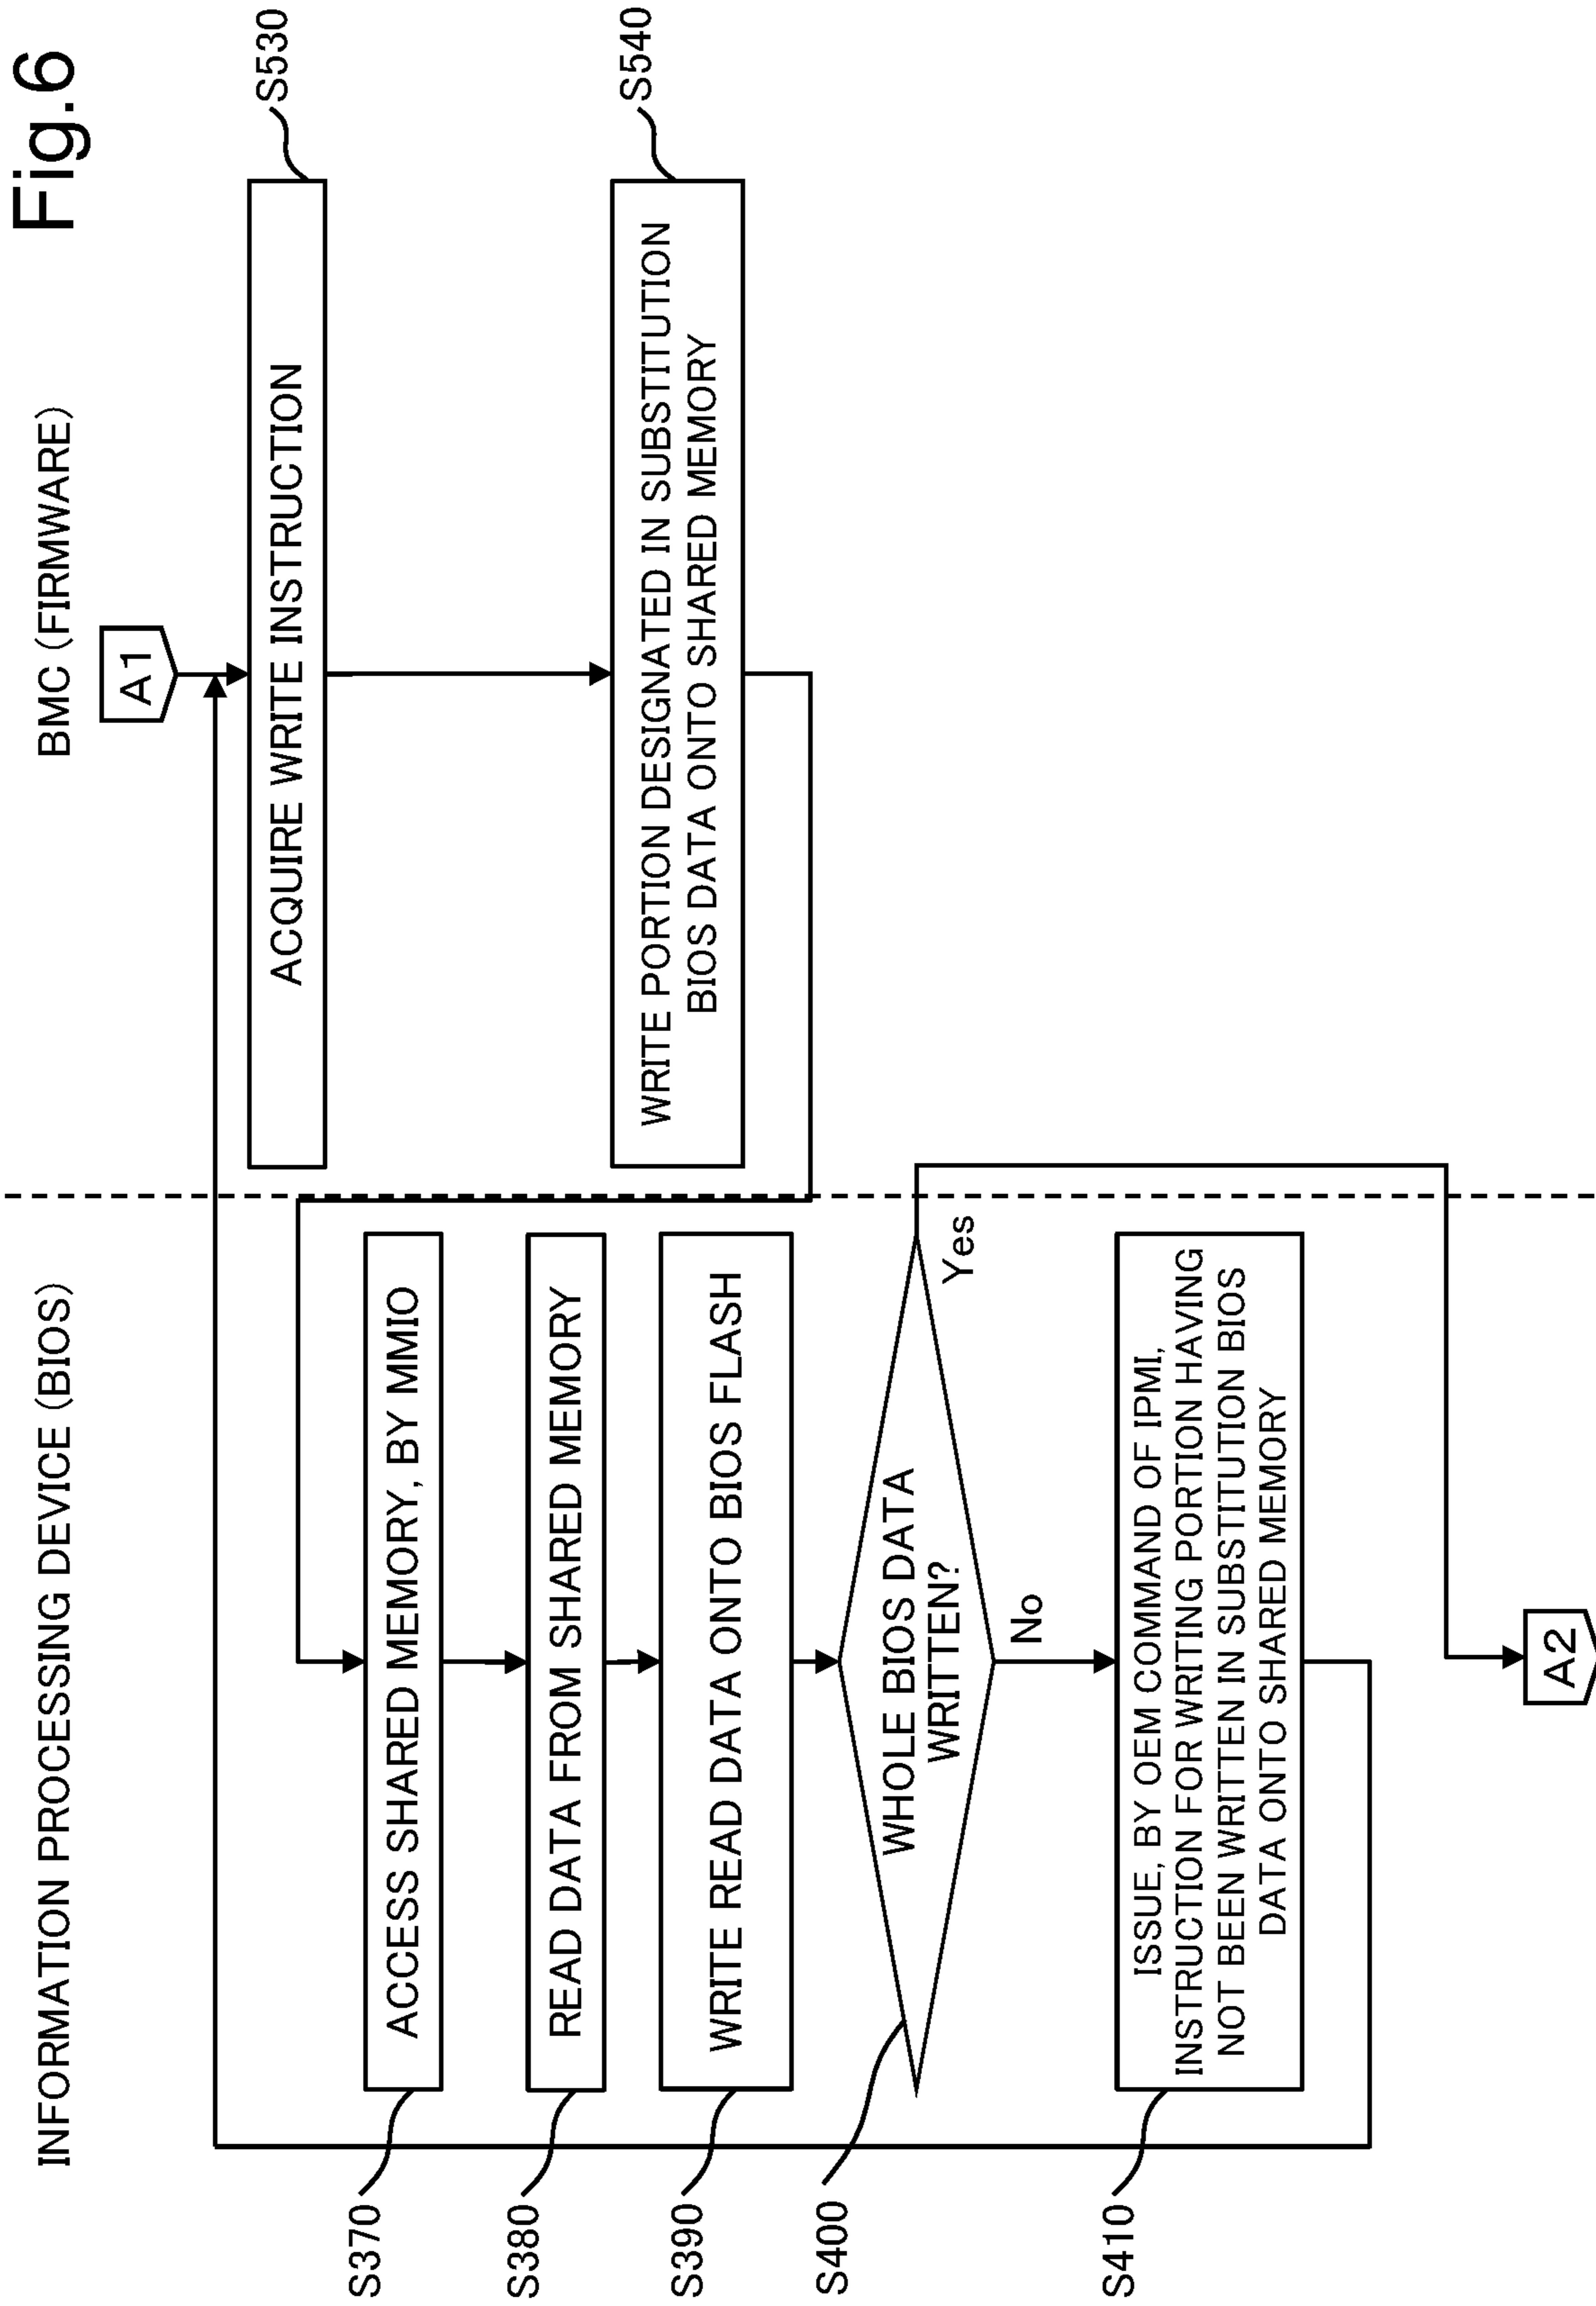 Fig.6
INFORMATION PROCESSING DEVICE (BIOS)
BMC (FIRMWARE)
A1
ACQUIRE WRITE INSTRUCTION
S530
S370
ACCESS SHARED MEMORY, BY MMIO
S380
READ DATA FROM SHARED MEMORY
WRITE PORTION DESIGNATED IN SUBSTITUTION
BIOS DATA ONTO SHARED MEMORY
S540
S390
WRITE READ DATA ONTO BIOS FLASH
S400
WHOLE BIOS DATA
WRITTEN?
Yes
No
S410
ISSUE, BY OEM COMMAND OF IPMI,
INSTRUCTION FOR WRITING PORTION HAVING
NOT BEEN WRITTEN IN SUBSTITUTION BIOS
DATA ONTO SHARED MEMORY
A2